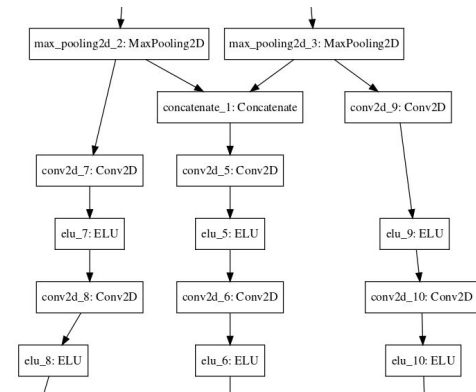 max_pooling2d_2: MaxPooling2D
max_pooling2d_3: MaxPooling2D
concatenate_1: Concatenate
conv2d_9: Conv2D
conv2d_7: Conv2D
conv2d_5: Conv2D
elu_7: ELU
elu_5: ELU
elu_9: ELU
conv2d_8: Conv2D
conv2d_6: Conv2D
conv2d_10: Conv2D
elu_8: ELU
elu_6: ELU
elu_10: ELU